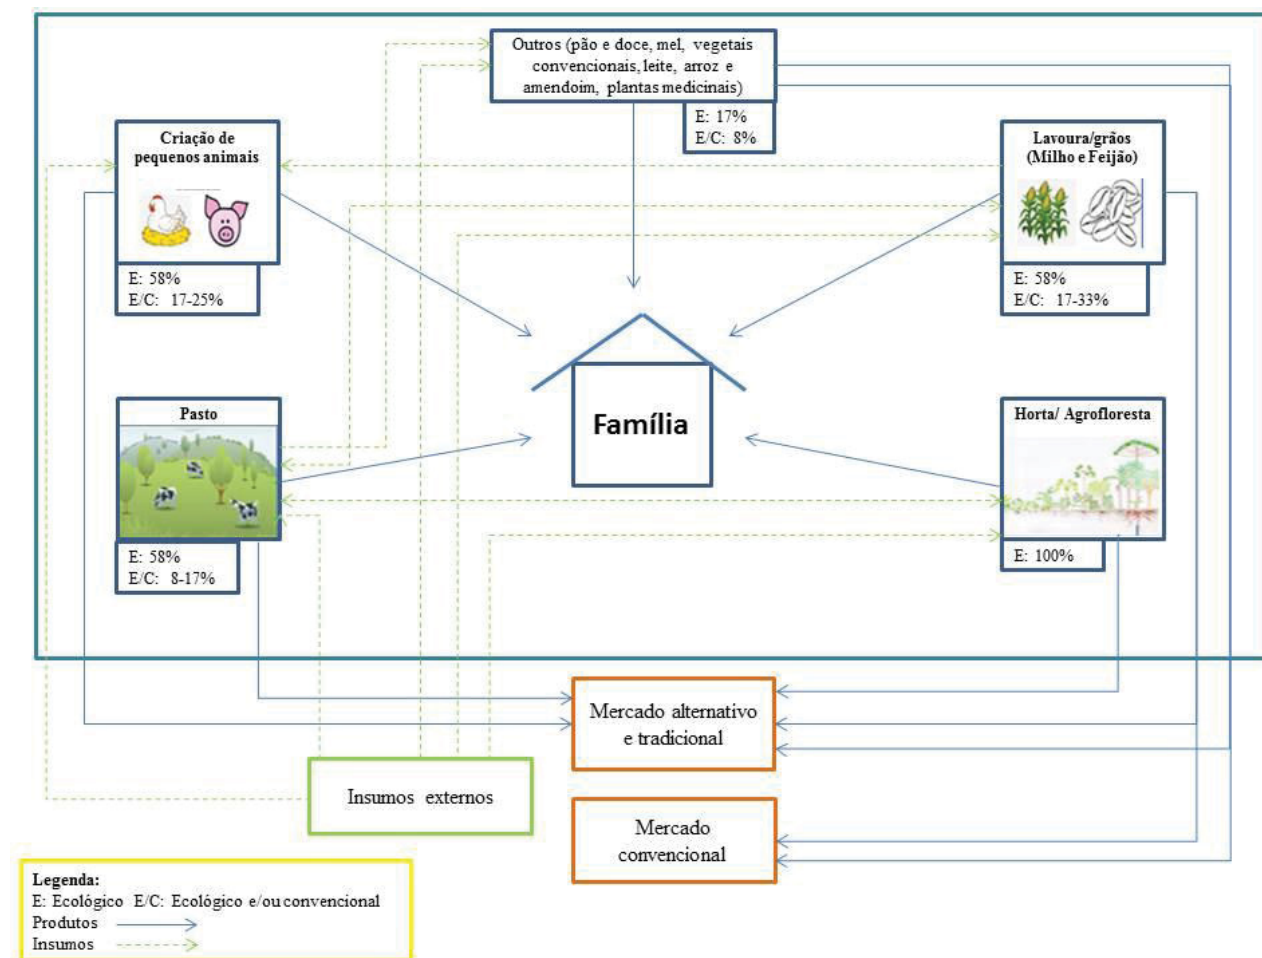 Outros (pão e doce, mel, vegetais
convencionais, leite, arroz e
amendoim, plantas medicinais)
E: 17%
E/C: 8%
Criação de
pequenos animais
E: 58%
E/C: 17-25%
Lavoura/grãos
(Milho e Feijão)
E: 58%
E/C: 17-33%
Família
Pasto
E: 58%
E/C: 8-17%
Horta/ Agrofloresta
E: 100%
Mercado alternativo
e tradicional
Insumos externos
Mercado
convencional
Legenda:
E: Ecológico E/C: Ecológico e/ou convencional
Produtos
Insumos